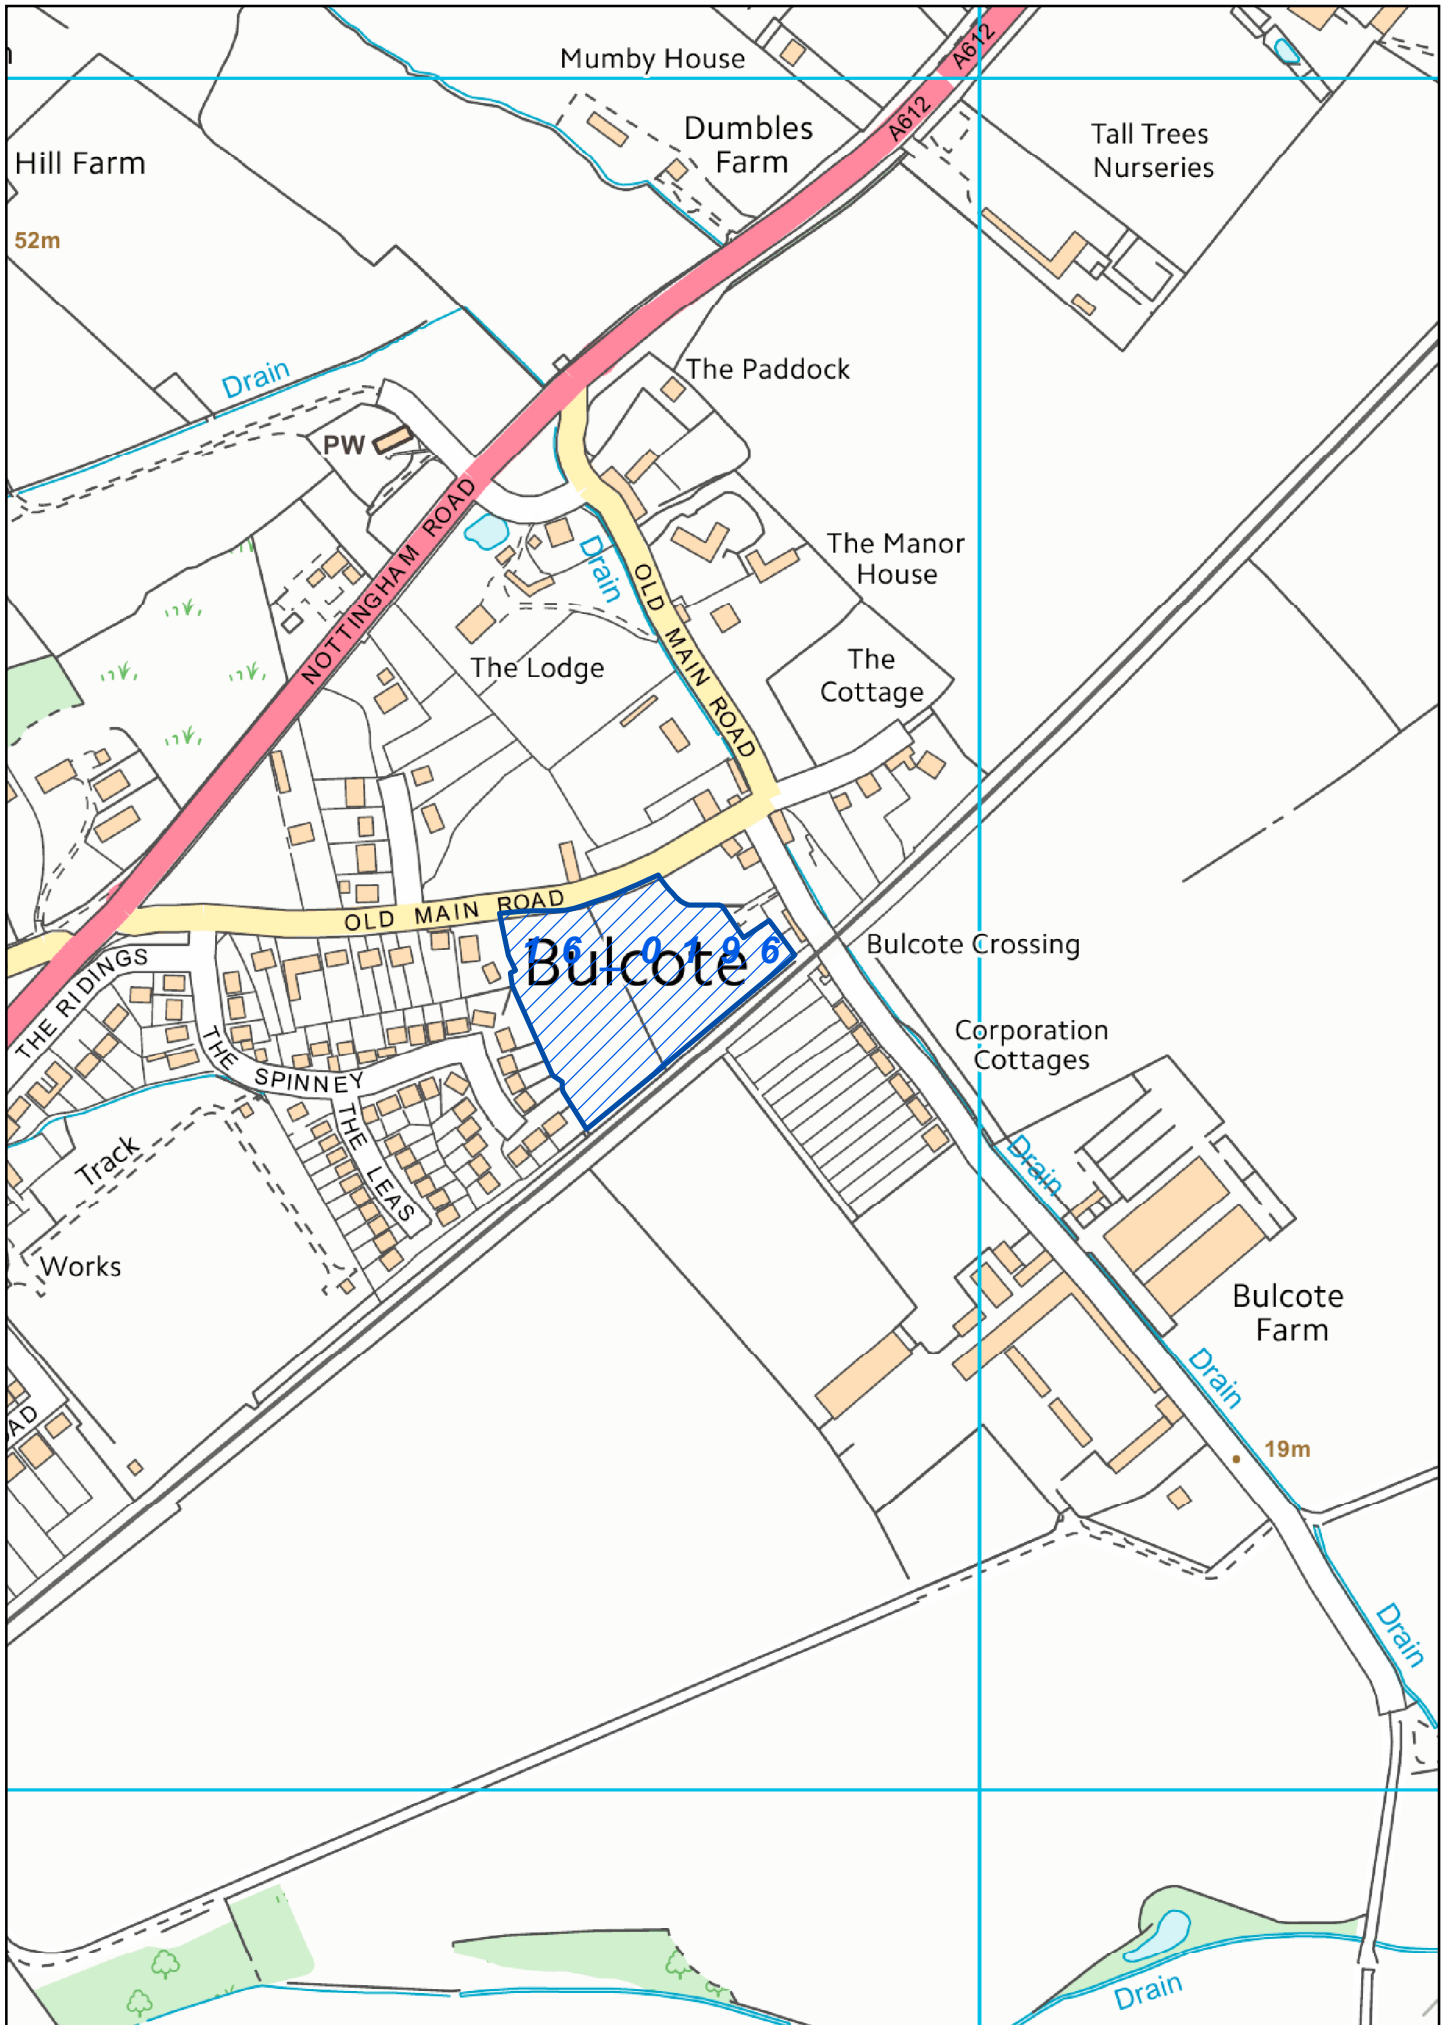 A612
Mumby House
A612
Dumbles
Farm
Tall Trees
Nurseries
Hill Farm
52m
The Paddock
Drain
PW
NOTTINGHAM ROAD
The Manor
House
Drain
OLD MAIN ROAD
The
Cottage
The Lodge
OLD MAIN ROAD
16_0196
Bulcote
Bulcote Crossing
THE RIDINGS
Corporation
Cottages
THE SPINNEY
THE LEAS
Track
Drain
Works
Bulcote
Farm
Drain
OAD
19m
Drain
Drain